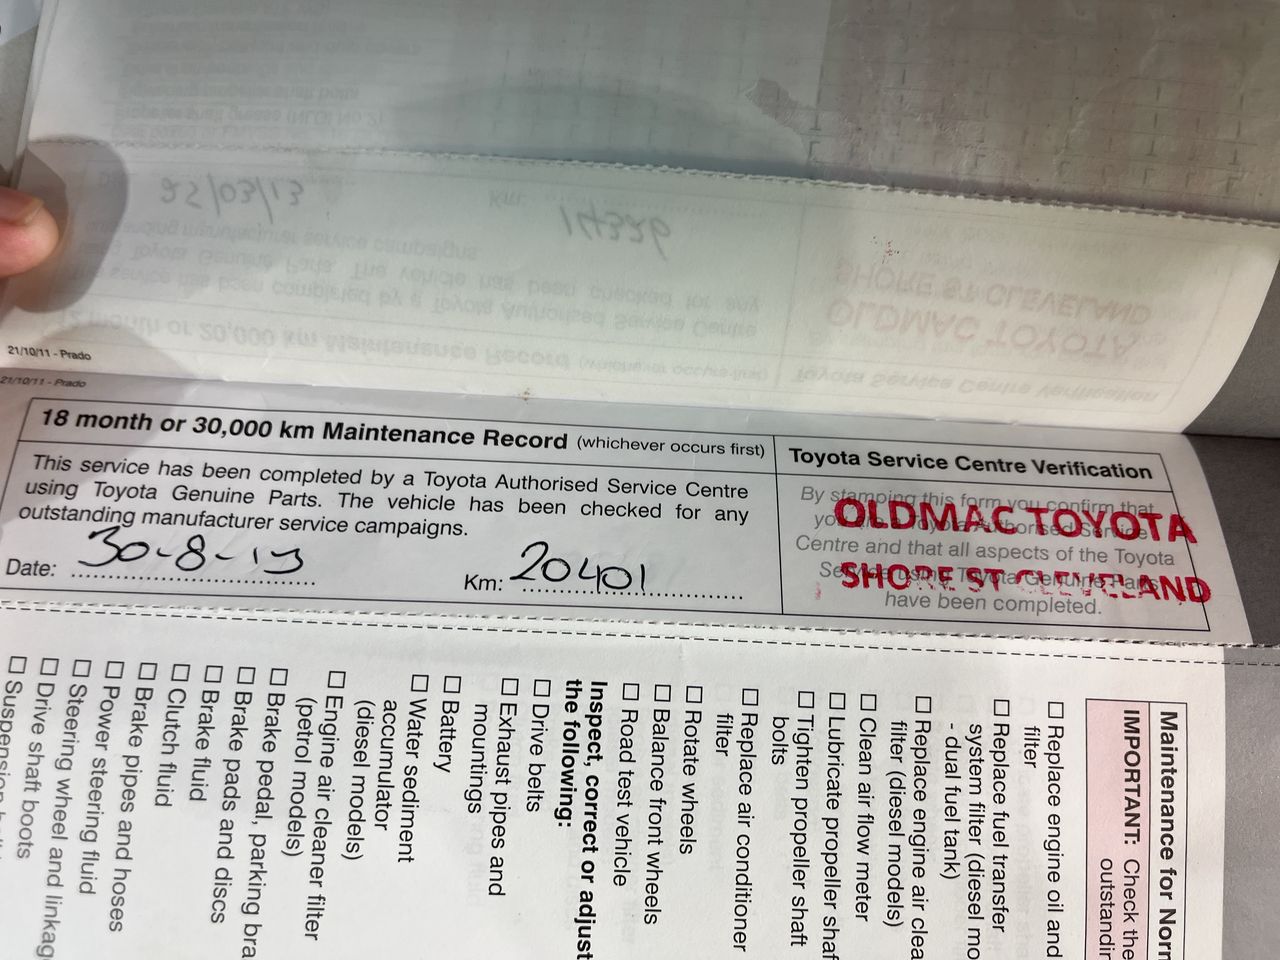 21/10/11 - Prado
21/10/11 - Prado
18 month or 30,000 km Maintenance Record (whichever occurs first)
This service has been completed by a Toyota Authorised Service Centre
using Toyota Genuine Parts. The vehicle has been checked for any
outstanding manufacturer service campaigns.
Date: 30-8-13
Km: 20401
Toyota Service Centre Verification
By stamping this form you confirm that
Centre and that all aspects of the Toyota
have been completed.
OLDMAC TOYOTA
SHORE ST CLEVELAND
Maintenance for Norm
IMPORTANT: Check the
outstandin
☐ Replace engine oil and
filter
☐ Replace fuel transfer
system filter (diesel mo
- dual fuel tank)
☐ Replace engine air clea
filter (diesel models)
☐ Clean air flow meter
☐ Lubricate propeller shaf
☐ Tighten propeller shaft
bolts
☐ Replace air conditioner
filter
☐ Rotate wheels
☐ Balance front wheels
☐ Road test vehicle
Inspect, correct or adjust
the following:
☐ Drive belts
☐ Exhaust pipes and
mountings
☐ Battery
☐ Water sediment
accumulator
(diesel models)
☐ Engine air cleaner filter
(petrol models)
☐ Brake pedal, parking bra
☐ Brake pads and discs
☐ Brake fluid
☐ Clutch fluid
☐ Brake pipes and hoses
☐ Power steering fluid
☐ Steering wheel and linkag
☐ Drive shaft boots